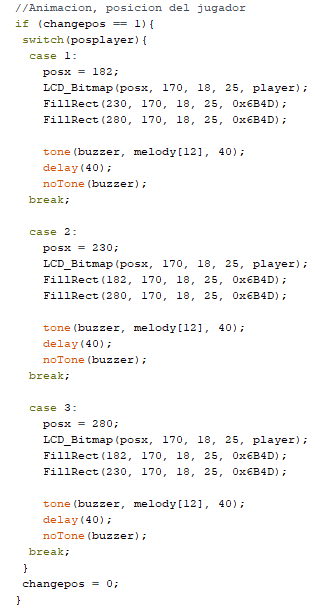 //Animacion, posicion del jugador
if (changepos == 1){
switch(posplayer){
case 1:
posx = 182;
LCD_Bitmap(posx, 170, 18, 25, player);
FillRect(230, 170, 18, 25, 0x6B4D);
FillRect(280, 170, 18, 25, 0x6B4D);
tone(buzzer, melody[12], 40);
delay(40);
noTone(buzzer);
break;
case 2:
posx = 230;
LCD_Bitmap(posx, 170, 18, 25, player);
FillRect(182, 170, 18, 25, 0x6B4D);
FillRect(280, 170, 18, 25, 0x6B4D);
tone(buzzer, melody[12], 40);
delay(40);
noTone(buzzer);
break;
case 3:
posx = 280;
LCD_Bitmap(posx, 170, 18, 25, player);
FillRect(182, 170, 18, 25, 0x6B4D);
FillRect(230, 170, 18, 25, 0x6B4D);
tone(buzzer, melody[12], 40);
delay(40);
noTone(buzzer);
break;
}
changepos = 0;
}